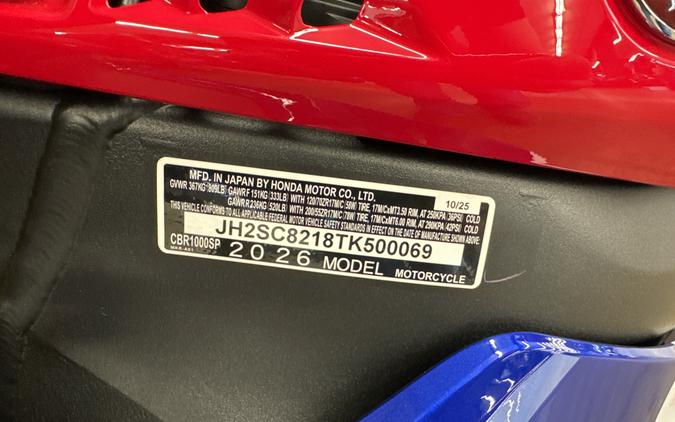 MFD. IN JAPAN BY HONDA MOTOR CO., LTD. 10/25
GVWR 367KG (809LB) GAWR F 151KG (333LB) WITH 120/70ZR17M/C (58W) TIRE, 17M/CxMT3.50 RIM, AT 250KPA (36PSI) COLD
GAWR R 236KG (520LB) WITH 200/55ZR17M/C (78W) TIRE, 17M/CxMT6.00 RIM, AT 290KPA (42PSI) COLD
THIS VEHICLE CONFORMS TO ALL APPLICABLE FEDERAL MOTOR VEHICLE SAFETY STANDARDS IN EFFECT ON THE DATE OF MANUFACTURE SHOWN ABOVE.
JH2SC8218TK500069
CBR1000SP
2026 MODEL MOTORCYCLE